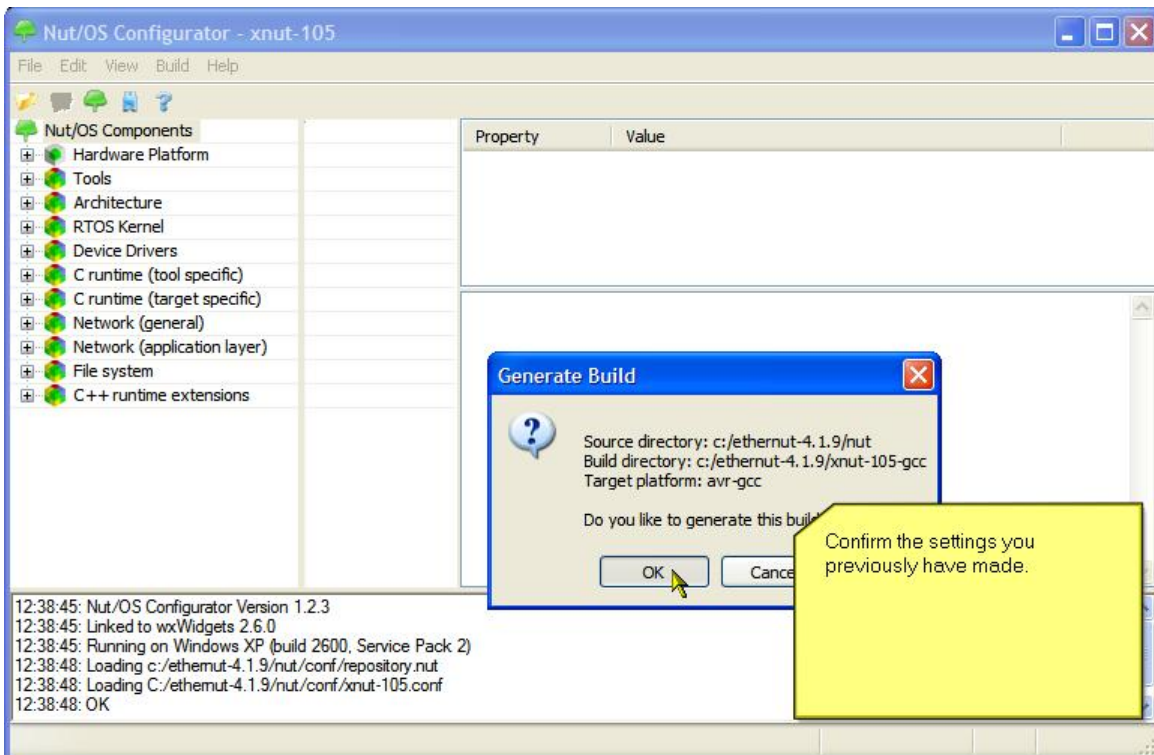 Nut/OS Configurator - xnut-105
File Edit View Build Help
Nut/OS Components
Hardware Platform
Tools
Architecture
RTOS Kernel
Device Drivers
C runtime (tool specific)
C runtime (target specific)
Network (general)
Network (application layer)
File system
C++ runtime extensions
Property Value
Generate Build
Source directory: c:/ethernut-4.1.9/nut
Build directory: c:/ethernut-4.1.9/xnut-105-gcc
Target platform: avr-gcc
Do you like to generate this
OK
Confirm the settings you
previously have made.
12:38:45: Nut/OS Configurator Version 1.2.3
12:38:45: Linked to wxWidgets 2.6.0
12:38:45: Running on Windows XP (build 2600, Service Pack 2)
12:38:48: Loading c:/ethernut-4.1.9/nut/conf/repository.nut
12:38:48: Loading C:/ethernut-4.1.9/nut/conf/xnut-105.conf
12:38:48: OK